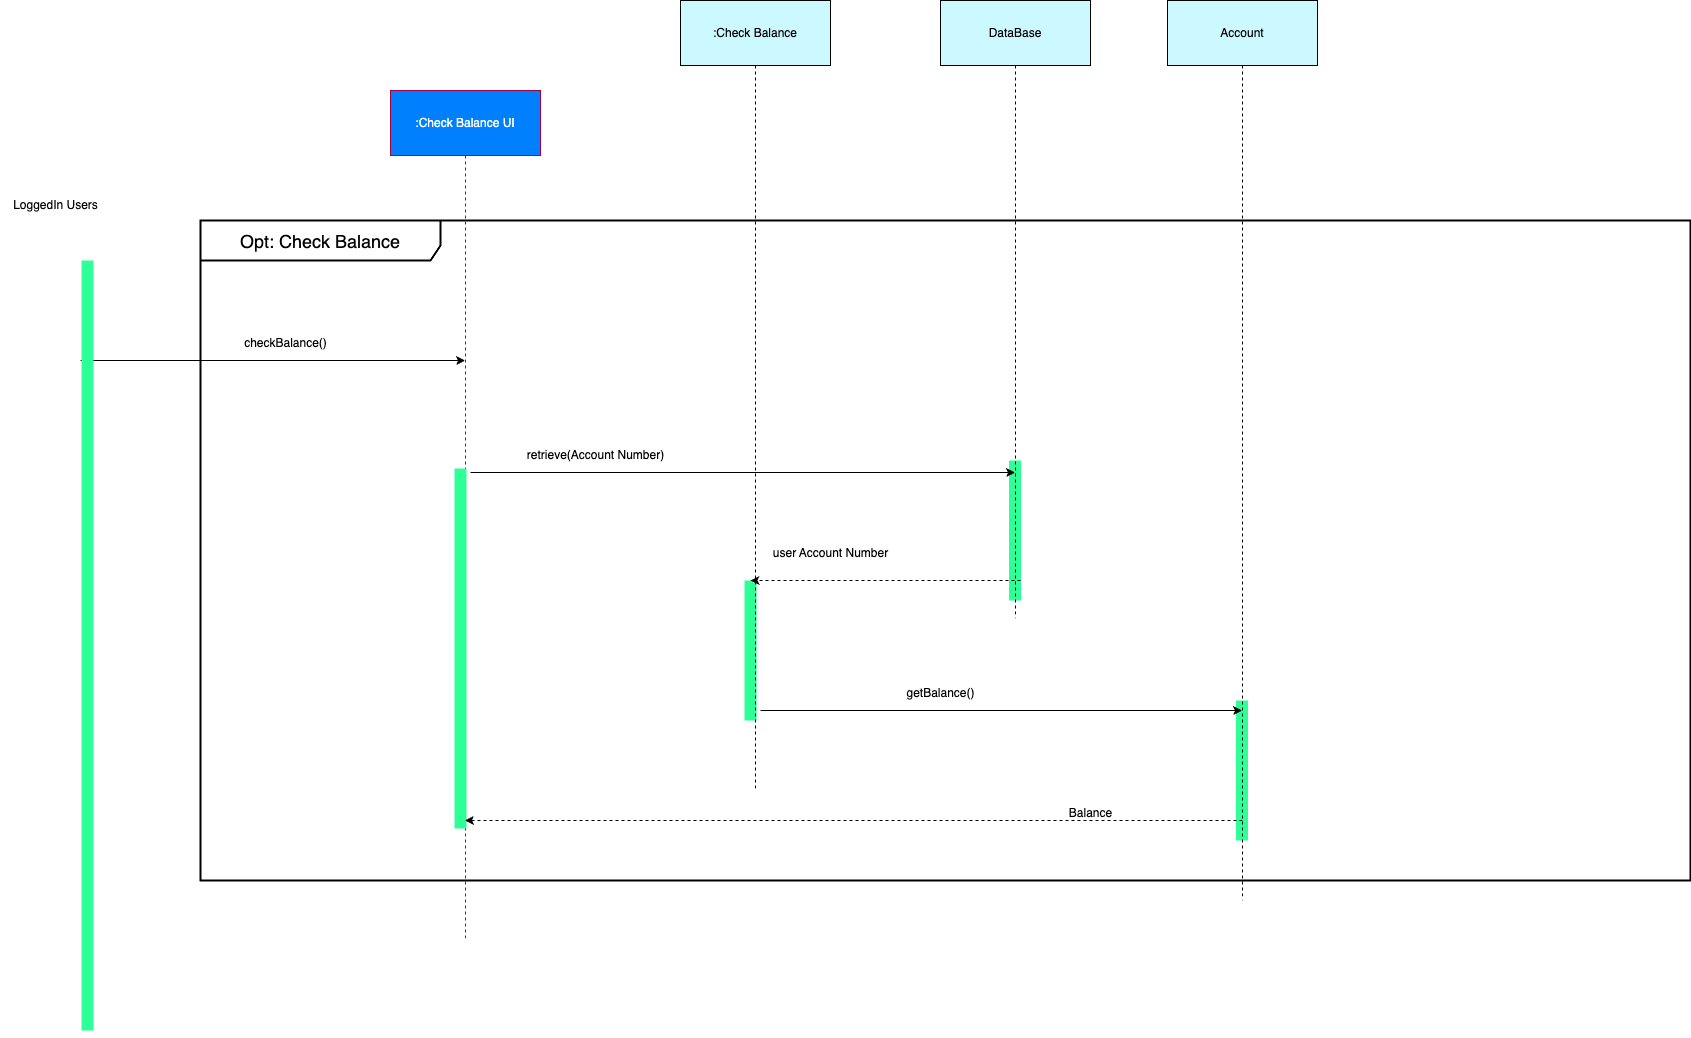 :Check Balance
DataBase
Account
:Check Balance UI
LoggedIn Users
Opt: Check Balance
checkBalance()
retrieve(Account Number)
user Account Number
getBalance()
Balance